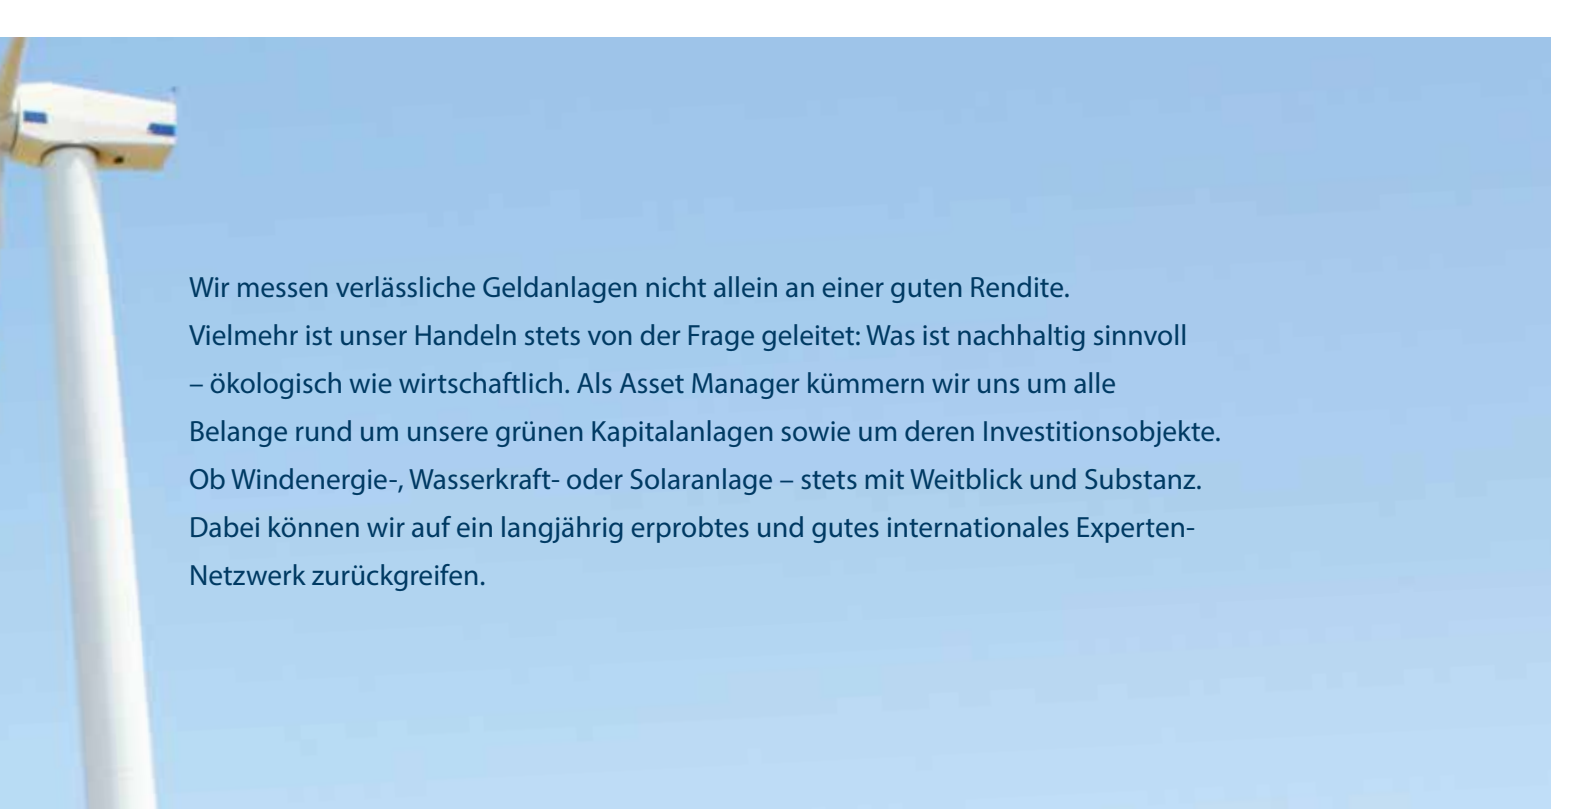 Wir messen verlässliche Geldanlagen nicht allein an einer guten Rendite.
Vielmehr ist unser Handeln stets von der Frage geleitet: Was ist nachhaltig sinnvoll
– ökologisch wie wirtschaftlich. Als Asset Manager kümmern wir uns um alle
Belange rund um unsere grünen Kapitalanlagen sowie um deren Investitionsobjekte.
Ob Windenergie-, Wasserkraft- oder Solaranlage – stets mit Weitblick und Substanz.
Dabei können wir auf ein langjährig erprobtes und gutes internationales Experten-
Netzwerk zurückgreifen.